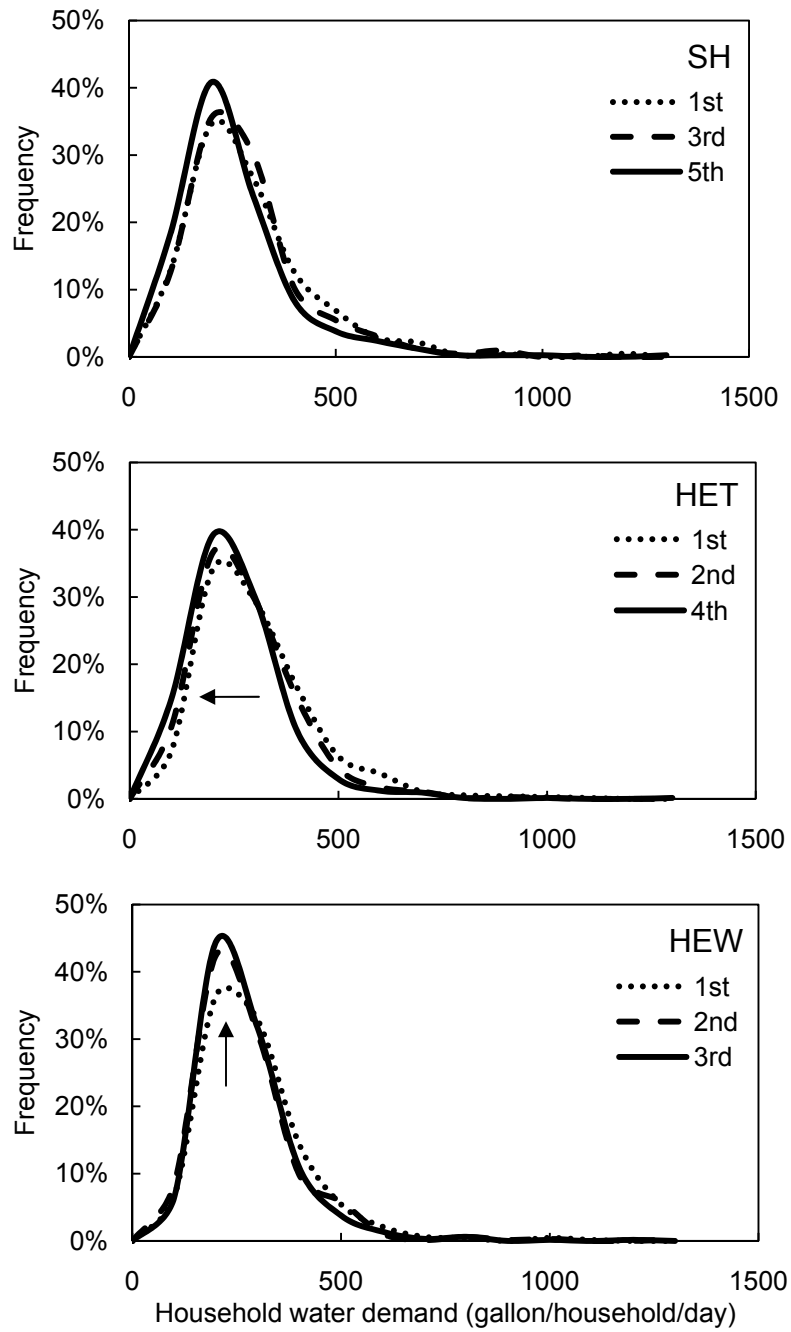 50%
SH
40%
1st
3rd
30%
5th
Frequency
20%
10%
0%
0 500 1000 1500
50%
HET
40%
1st
2nd
30%
4th
Frequency
20%
10%
0%
0 500 1000 1500
50%
HEW
40%
1st
2nd
30%
3rd
Frequency
20%
10%
0%
0 500 1000 1500
Household water demand (gallon/household/day)